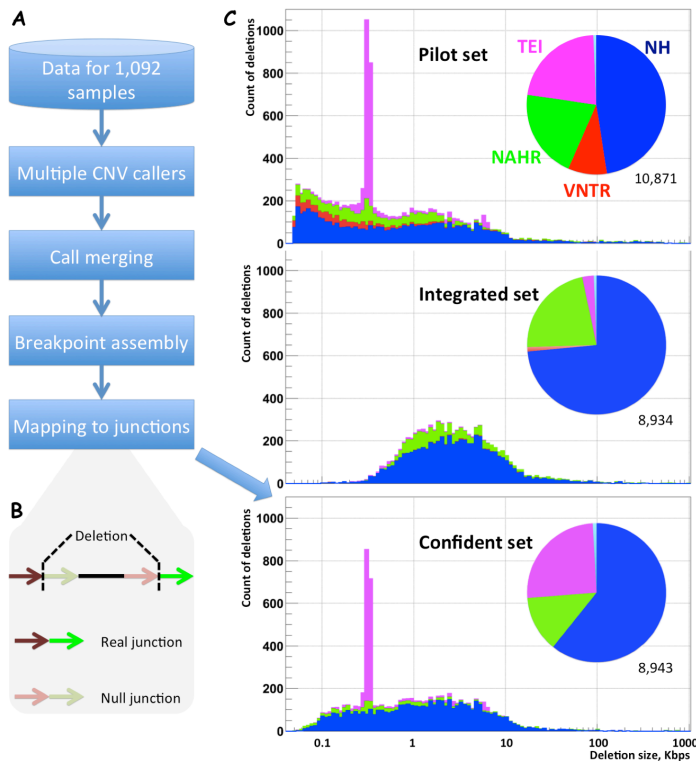 A
Data for 1,092
samples
Multiple CNV callers
Call merging
Breakpoint assembly
Mapping to junctions
B
Deletion
Real junction
Null junction
C
Count of deletions
1000
800
600
400
200
0
Pilot set
TEI
NH
NAHR
VNTR
10,871
Count of deletions
1000
800
600
400
200
0
Integrated set
8,934
Count of deletions
1000
800
600
400
200
0
Confident set
8,943
0.1
1
10
100
1000
Deletion size, Kbps